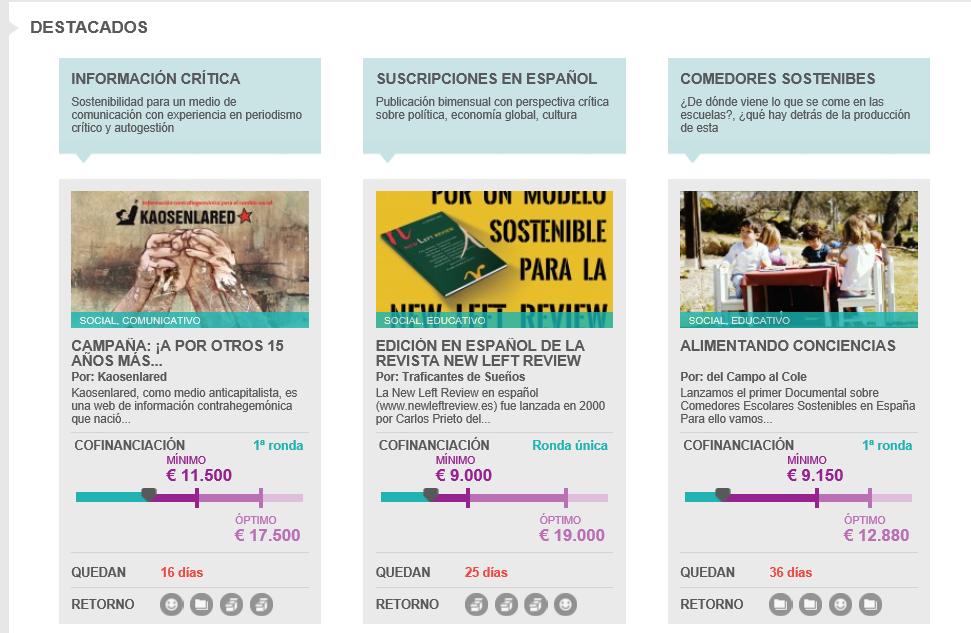 DESTACADOS
INFORMACIÓN CRÍTICA
Sostenibilidad para un medio de
comunicación con experiencia en periodismo
crítico y autogestión
SUSCRIPCIONES EN ESPAÑOL
Publicación bimensual con perspectiva crítica
sobre política, economía global, cultura
COMEDORES SOSTENIBES
¿De dónde viene lo que se come en las
escuelas?, ¿qué hay detrás de la producción
de esta
Información contrahegemónica para el cambio social
KAOSENLARED
SOCIAL, COMUNICATIVO
CAMPAÑA: ¡A POR OTROS 15
AÑOS MÁS...
Por: Kaosenlared
Kaosenlared, como medio anticapitalista, es
una web de información contrahegemónica
que nació...
COFINANCIACIÓN 1ª ronda
MÍNIMO
€ 11.500
ÓPTIMO
€ 17.500
QUEDAN 16 días
RETORNO
POR UN MODELO
SOSTENIBLE
PARA LA
NEW LEFT REVIEW
NEW LEFT REVIEW
SOCIAL, EDUCATIVO
EDICIÓN EN ESPAÑOL DE LA
REVISTA NEW LEFT REVIEW
Por: Traficantes de Sueños
La New Left Review en español
(www.newleftreview.es) fue lanzada en 2000
por Carlos Prieto del...
COFINANCIACIÓN Ronda única
MÍNIMO
€ 9.000
ÓPTIMO
€ 19.000
QUEDAN 25 días
RETORNO
SOCIAL, EDUCATIVO
ALIMENTANDO CONCIENCIAS
Por: del Campo al Cole
Lanzamos el primer Documental sobre
Comedores Escolares Sostenibles en España
Para ello vamos...
COFINANCIACIÓN 1ª ronda
MÍNIMO
€ 9.150
ÓPTIMO
€ 12.880
QUEDAN 36 días
RETORNO